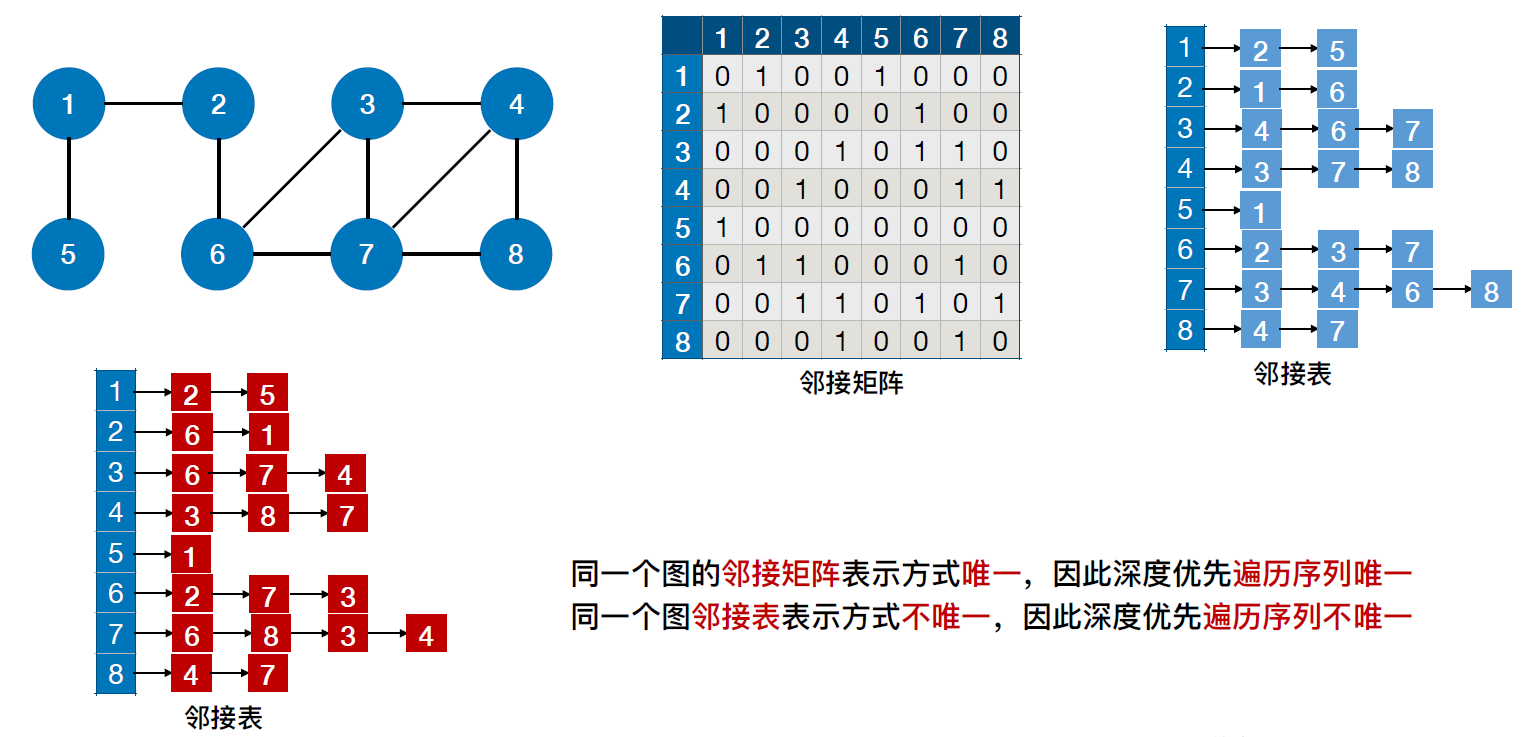 1 2 3 4
5 6 7 8
1 2 3 4 5 6 7 8
1 0 1 0 0 1 0 0 0
2 1 0 0 0 0 1 0 0
3 0 0 0 1 0 1 1 0
4 0 0 1 0 0 0 1 1
5 1 0 0 0 0 0 0 0
6 0 1 1 0 0 0 1 0
7 0 0 1 1 0 1 0 1
8 0 0 0 1 0 0 1 0
邻接矩阵
1 2 5
2 1 6
3 4 6 7
4 3 7 8
5 1
6 2 3 7
7 3 4 6 8
8 4 7
邻接表
1 2 5
2 6 1
3 6 7 4
4 3 8 7
5 1
6 2 7 3
7 6 8 3 4
8 4 7
邻接表
同一个图的邻接矩阵表示方式唯一，因此深度优先遍历序列唯一
同一个图邻接表表示方式不唯一，因此深度优先遍历序列不唯一